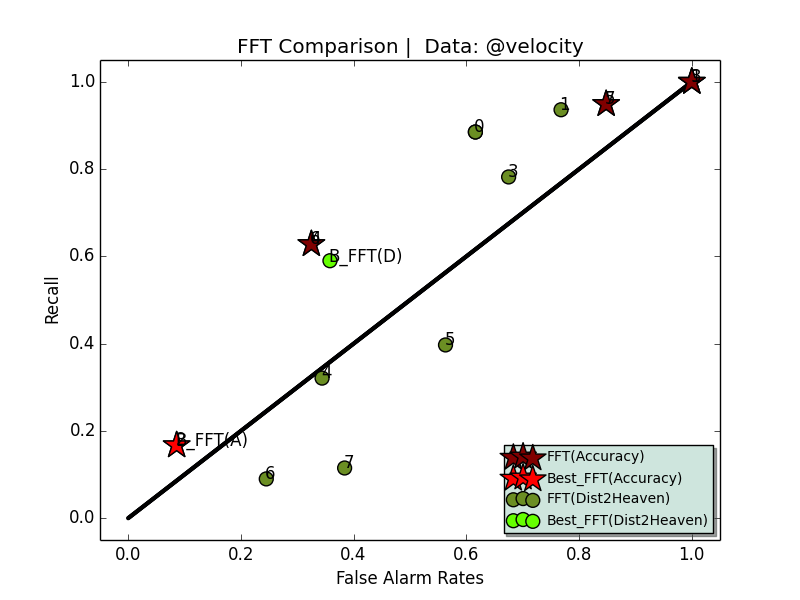 FFT Comparison |  Data: @velocity
Recall
1.0
0.8
0.6
0.4
0.2
0.0
0.0
0.2
0.4
0.6
0.8
1.0
False Alarm Rates
1
0
3
B_FFT(D)
5
4
_FFT(A)
7
6
FFT(Accuracy)
Best_FFT(Accuracy)
FFT(Dist2Heaven)
Best_FFT(Dist2Heaven)